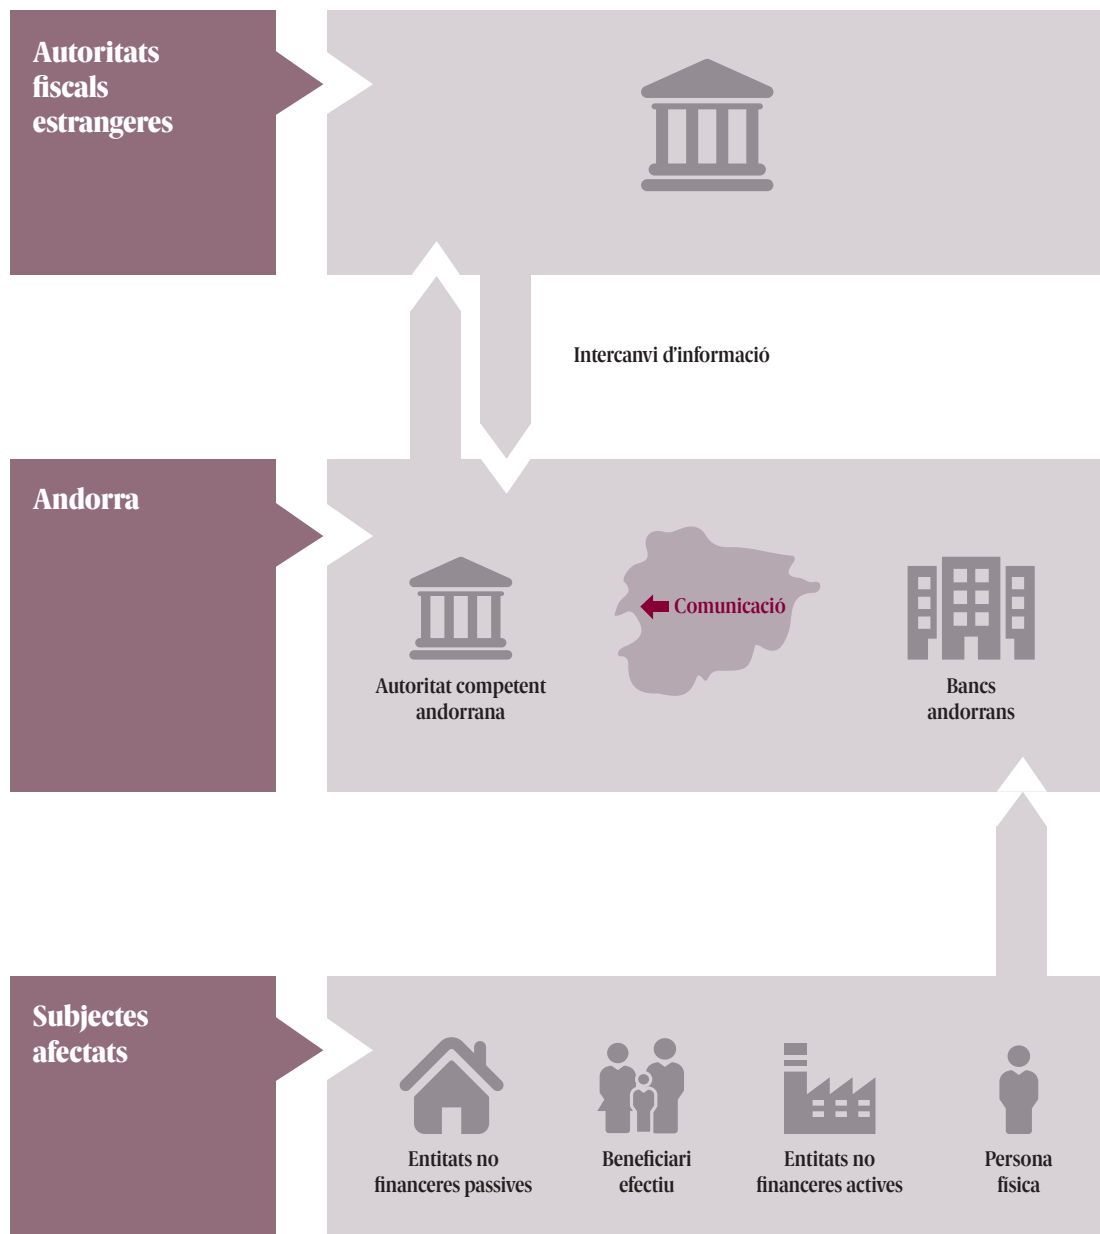 Autoritats
fiscals
estrangeres
Intercanvi d'informació
Andorra
Comunicació
Autoritat competent
andorrana
Bancs
andorrans
Subjectes
afectats
Entitats no
financeres passives
Beneficiari
efectiu
Entitats no
financeres actives
Persona
física